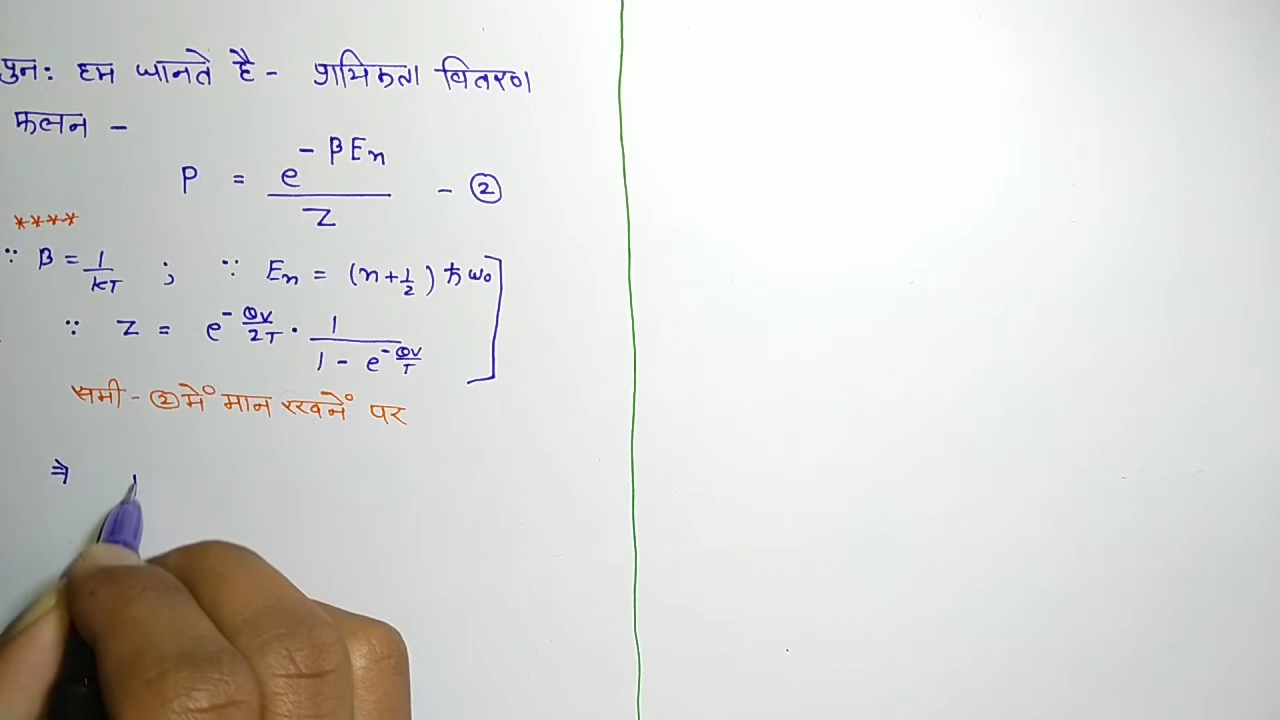 पुनः हम जानते है - प्रायिकता वितरण
फलन -
P = e^{-βEn} / Z - ②
****
∵ β = 1/kT ; ∵ En = (n + 1/2) ħω₀
∵ Z = e^{-θv/2T} · 1 / (1 - e^{-θv/T})
समी - ② में मान रखनें पर
⇒